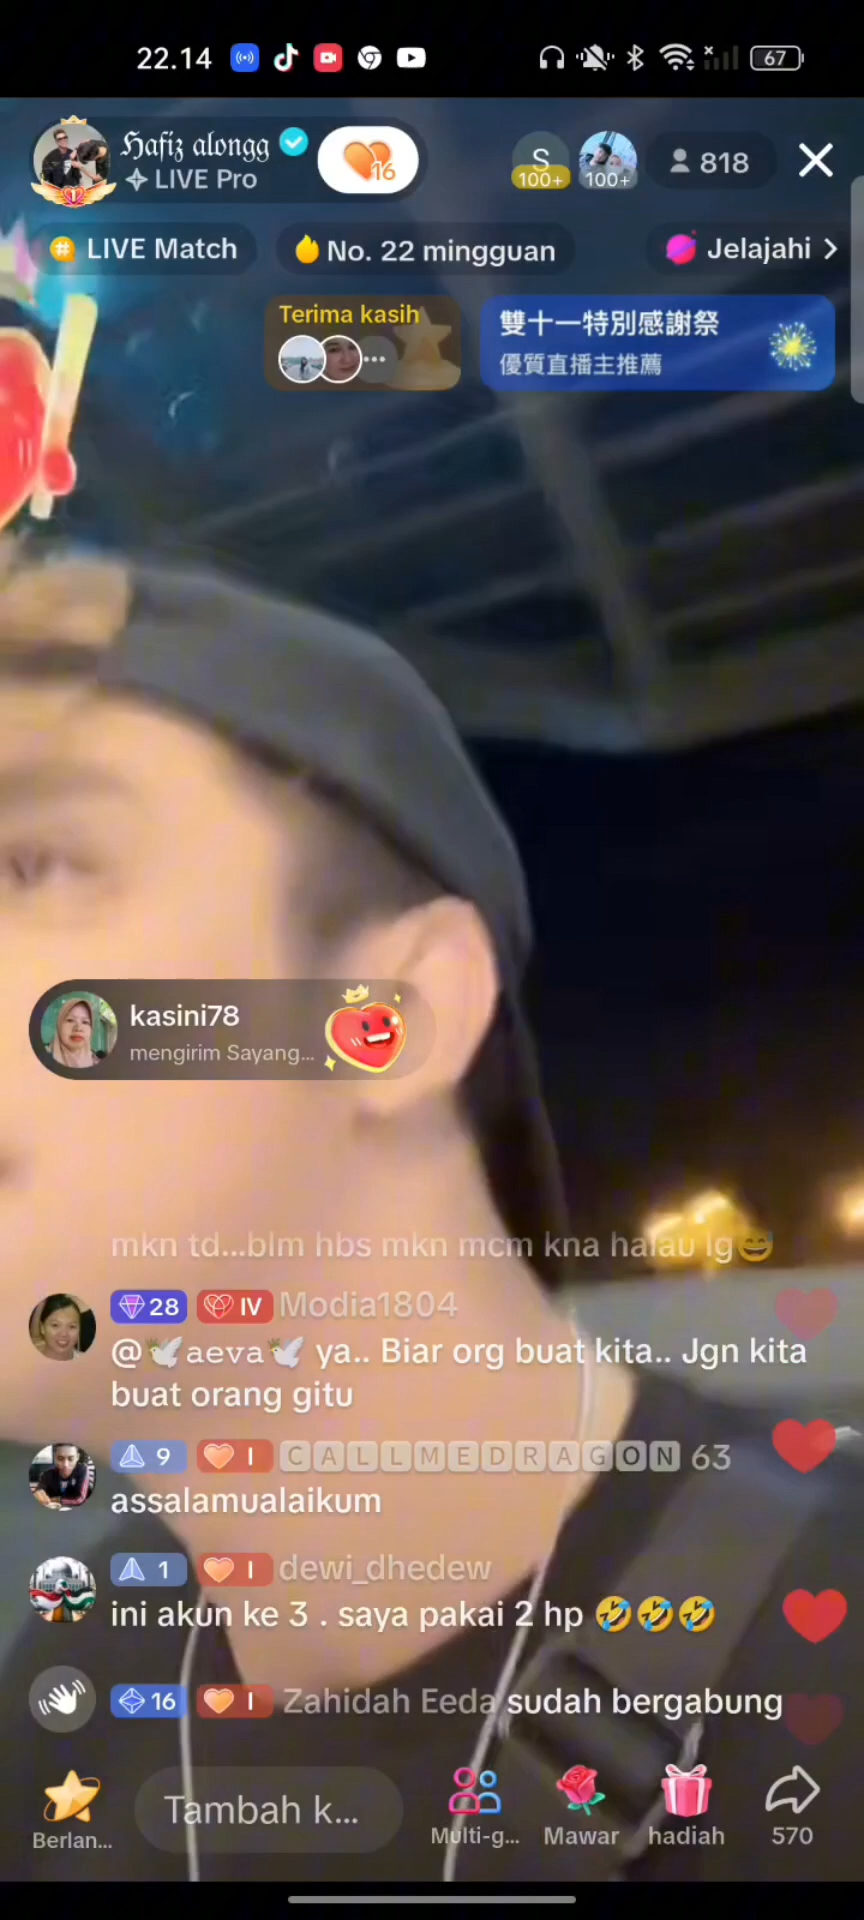 22.14
67
ℌafiz alongg
LIVE Pro
16
S
100+
100+
818
LIVE Match
No. 22 mingguan
Jelajahi
Terima kasih
雙十一特別感謝祭
優質直播主推薦
kasini78
mengirim Sayang...
mkn td...blm hbs mkn mcm kna halau lg😅
28 IV Modia1804
@🕊️aeva🕊️ ya.. Biar org buat kita.. Jgn kita
buat orang gitu
9 I CALLMEDRAGON 63
assalamualaikum
1 I dewi_dhedew
ini akun ke 3 . saya pakai 2 hp 🤣🤣🤣
16 I Zahidah Eeda sudah bergabung
Tambah k...
Berlan...
Multi-g...
Mawar
hadiah
570